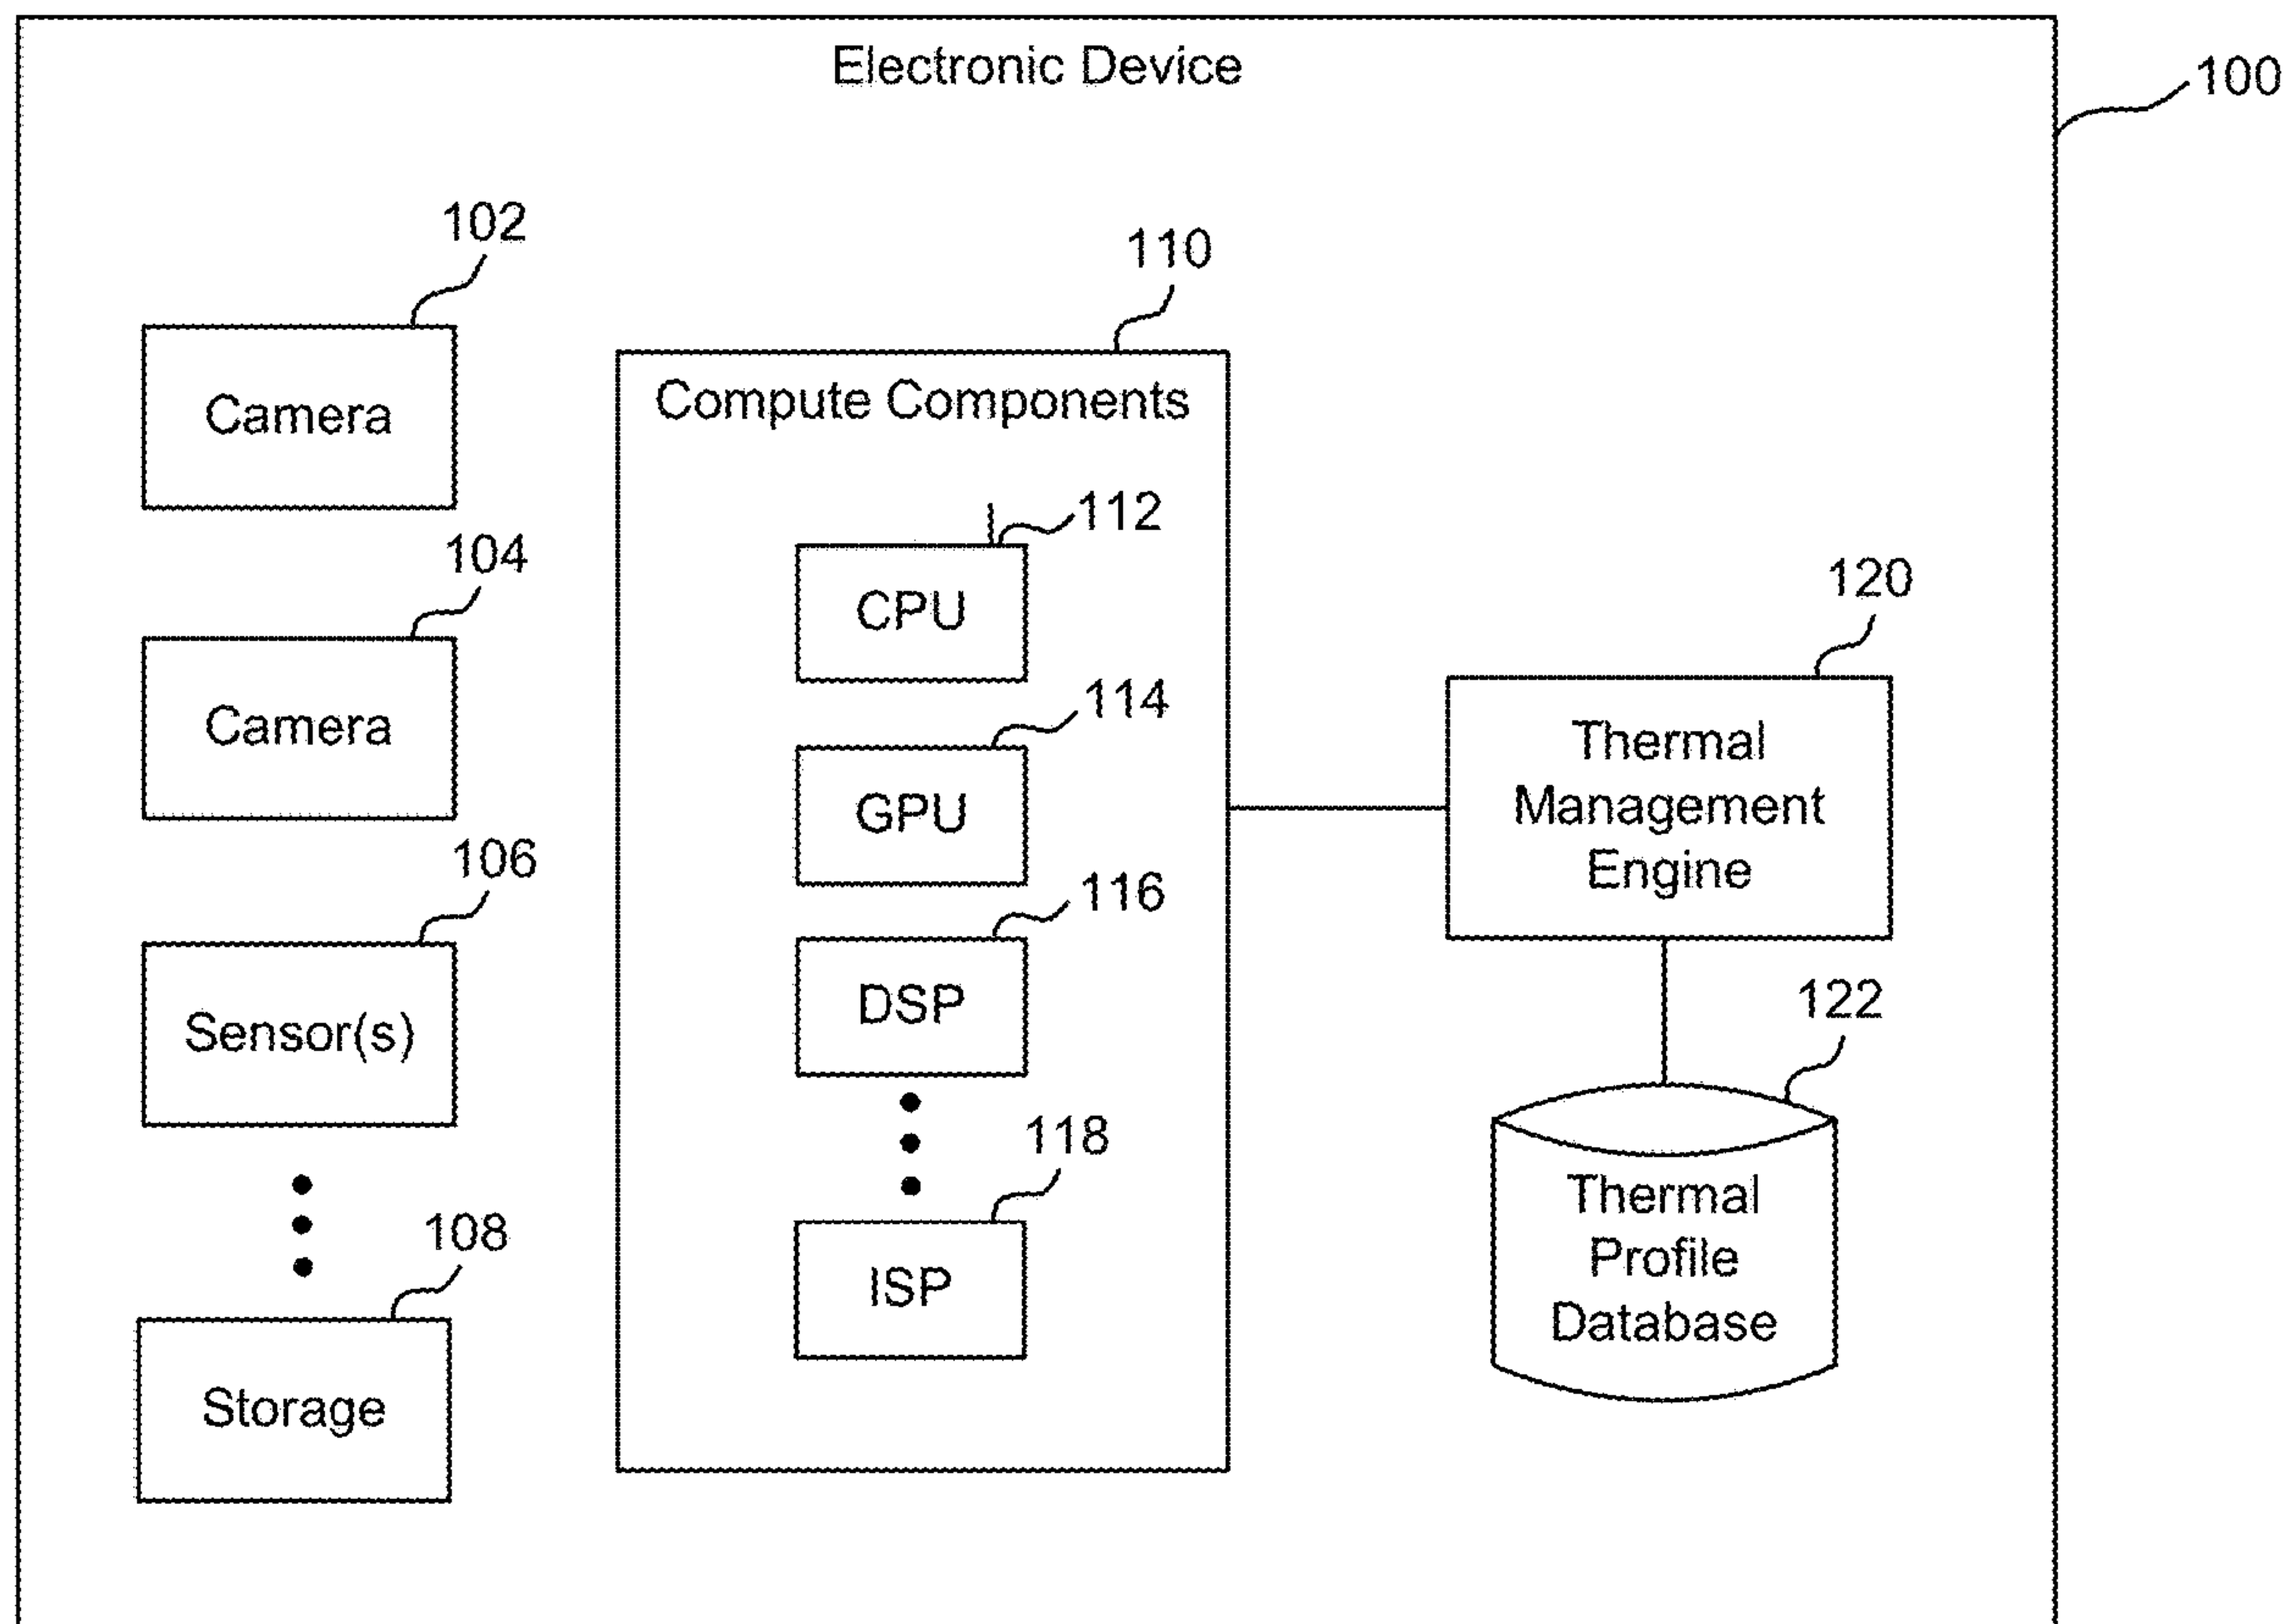 Electronic Device
100
102
Camera
104
Camera
106
Sensor(s)
108
Storage
110
Compute Components
112
CPU
114
GPU
116
DSP
118
ISP
120
Thermal
Management
Engine
122
Thermal
Profile
Database